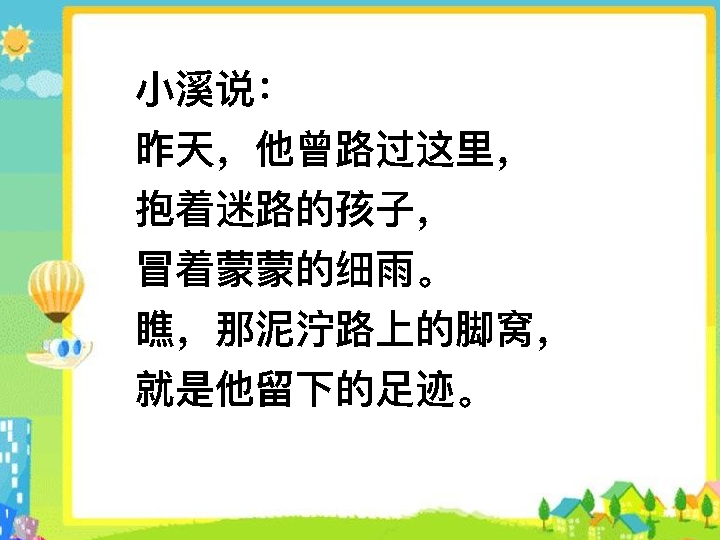 小溪说：
昨天，他曾路过这里，
抱着迷路的孩子，
冒着蒙蒙的细雨。
瞧，那泥泞路上的脚窝，
就是他留下的足迹。